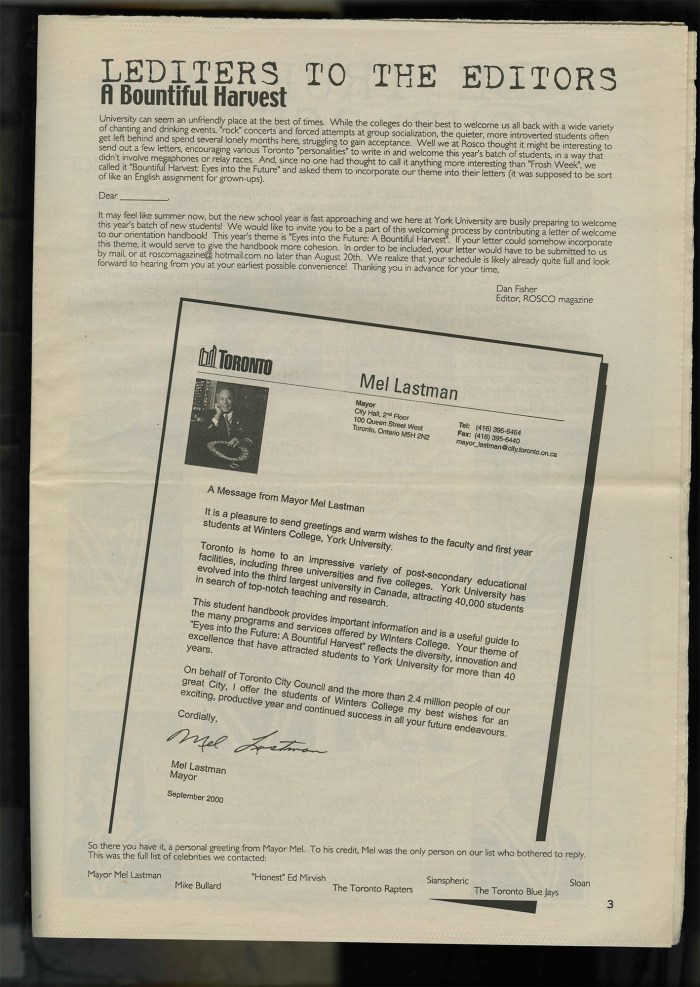 LEDITERS TO THE EDITORS
A Bountiful Harvest
University can seem an unfriendly place at the best of times. While the colleges do their best to welcome us all back with a wide variety
of chanting and drinking events, "rock" concerts and forced attempts at group socialization, the quieter, more introverted students often
get left behind and spend several lonely months here, struggling to gain acceptance. Well we at Rosco thought it might be interesting to
send out a few letters, encouraging various Toronto "personalities" to write in and welcome this year's batch of students, in a way that
didn't involve megaphones or relay races. And, since no one had thought to call it anything more interesting than "Frosh Week", we
called it "Bountiful Harvest: Eyes into the Future" and asked them to incorporate our theme into their letters (it was supposed to be sort
of like an English assignment for grown-ups).
Dear __________,
It may feel like summer now, but the new school year is fast approaching and we here at York University are busily preparing to welcome
this year's batch of new students! We would like to invite you to be a part of this welcoming process by contributing a letter of welcome
to our orientation handbook! This year's theme is "Eyes into the Future: A Bountiful Harvest". If your letter could somehow incorporate
this theme, it would serve to give the handbook more cohesion. In order to be included, your letter would have to be submitted to us
by mail, or at roscomagazine@ hotmail.com no later than August 20th. We realize that your schedule is likely already quite full and look
forward to hearing from you at your earliest possible convenience! Thanking you in advance for your time,
Dan Fisher
Editor, ROSCO magazine
TORONTO
Mel Lastman
Mayor
City Hall, 2nd Floor
100 Queen Street West
Toronto, Ontario M5H 2N2
Tel: (416) 395-6464
Fax: (416) 395-6440
mayor_lastman@city.toronto.on.ca
A Message from Mayor Mel Lastman
It is a pleasure to send greetings and warm wishes to the faculty and first year
students at Winters College, York University.
Toronto is home to an impressive variety of post-secondary educational
facilities, including three universities and five colleges. York University has
evolved into the third largest university in Canada, attracting 40,000 students
in search of top-notch teaching and research.
This student handbook provides important information and is a useful guide to
the many programs and services offered by Winters College. Your theme of
"Eyes into the Future: A Bountiful Harvest" reflects the diversity, innovation and
excellence that have attracted students to York University for more than 40
years.
On behalf of Toronto City Council and the more than 2.4 million people of our
great City, I offer the students of Winters College my best wishes for an
exciting, productive year and continued success in all your future endeavours.
Cordially,
Mel Lastman
Mel Lastman
Mayor
September 2000
So there you have it, a personal greeting from Mayor Mel. To his credit, Mel was the only person on our list who bothered to reply.
This was the full list of celebrities we contacted:
Mayor Mel Lastman
Mike Bullard
"Honest" Ed Mirvish
The Toronto Rapters
Sianspheric
The Toronto Blue Jays
Sloan
3